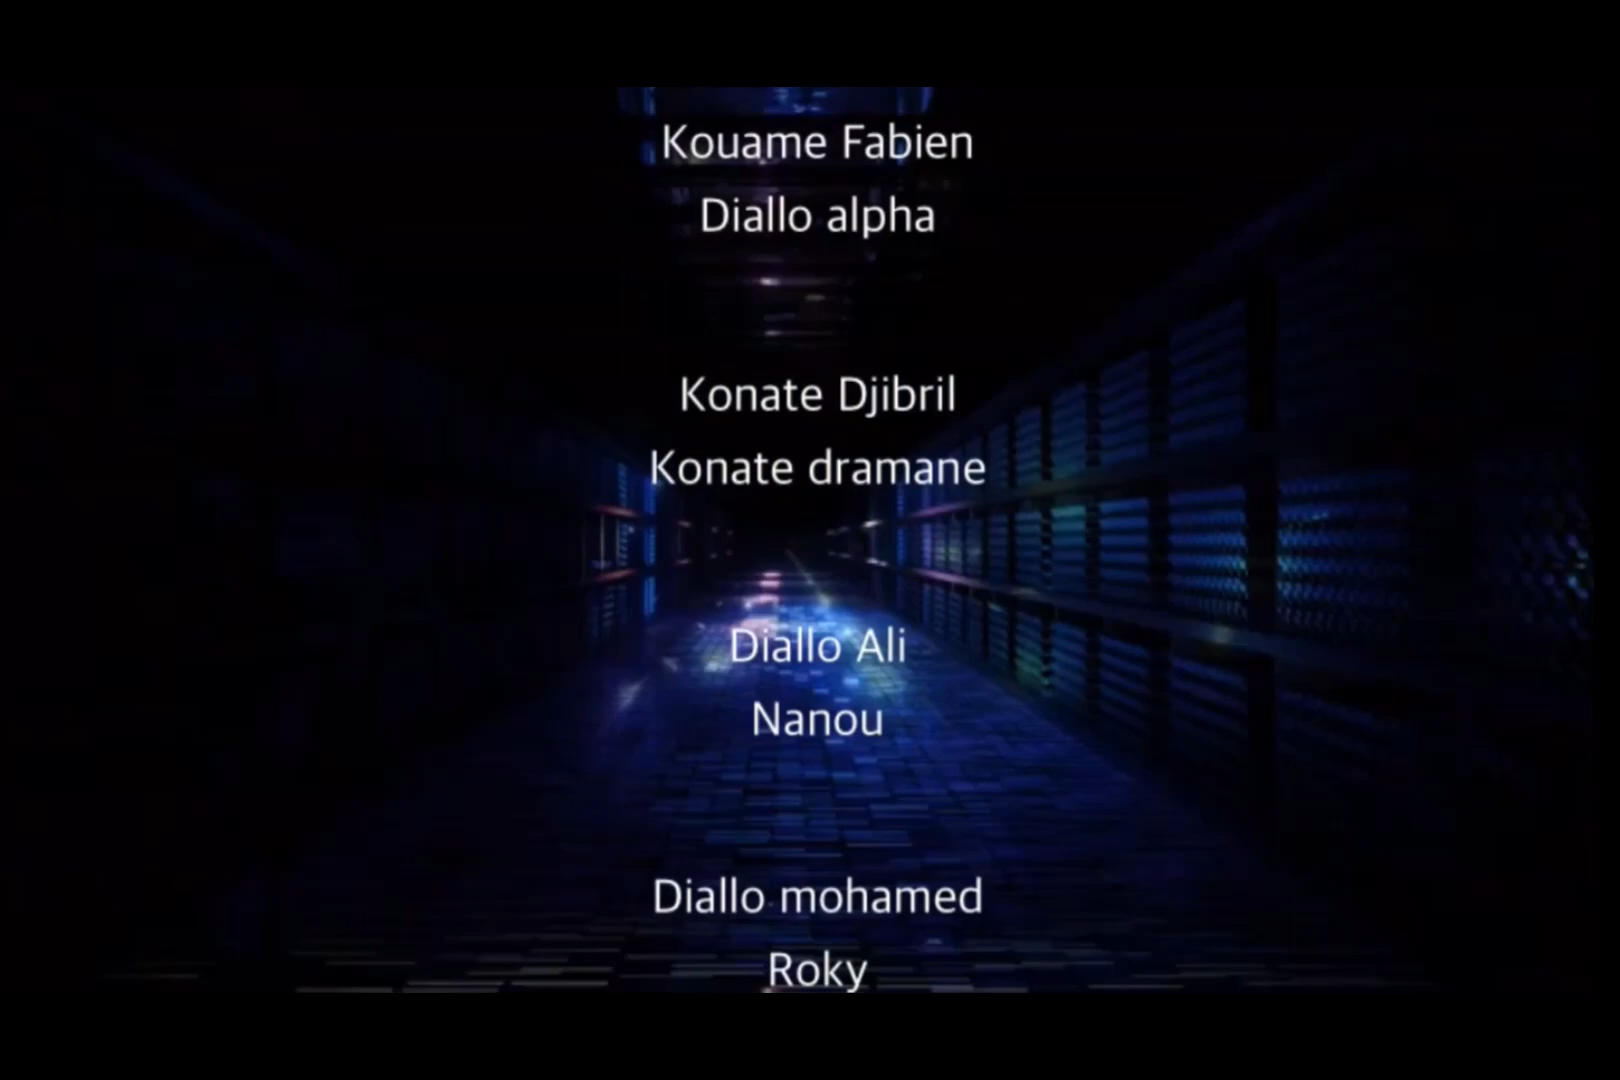 Kouame Fabien
Diallo alpha
Konate Djibril
Konate dramane
Diallo Ali
Nanou
Diallo mohamed
Roky